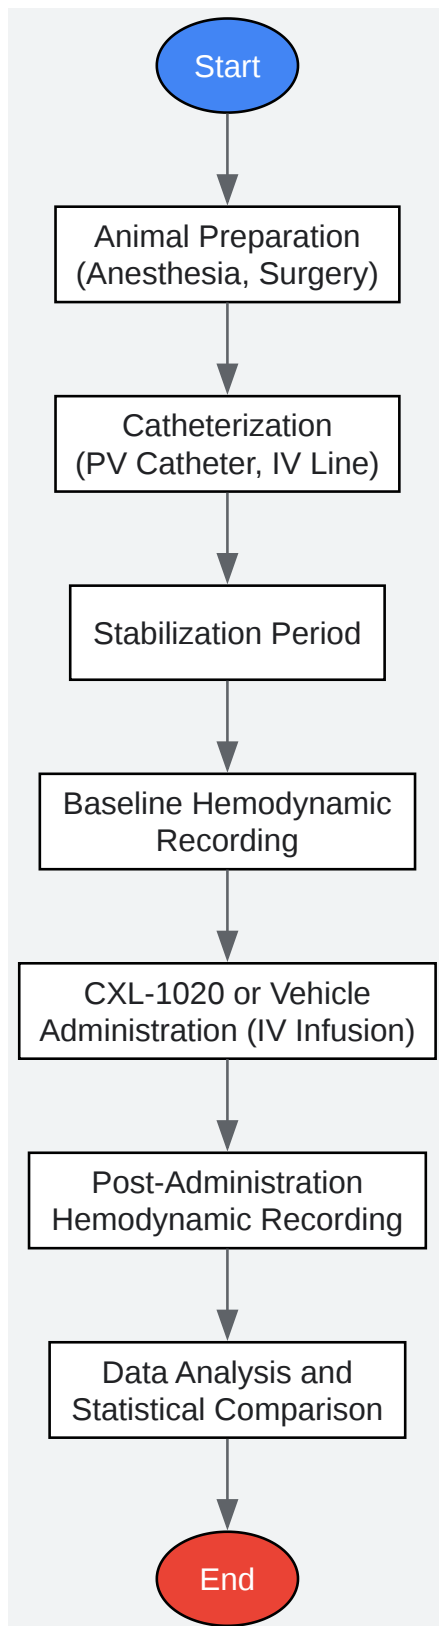 Start
Animal Preparation
(Anesthesia, Surgery)
Catheterization
(PV Catheter, IV Line)
Stabilization Period
Baseline Hemodynamic
Recording
CXL-1020 or Vehicle
Administration (IV Infusion)
Post-Administration
Hemodynamic Recording
Data Analysis and
Statistical Comparison
End